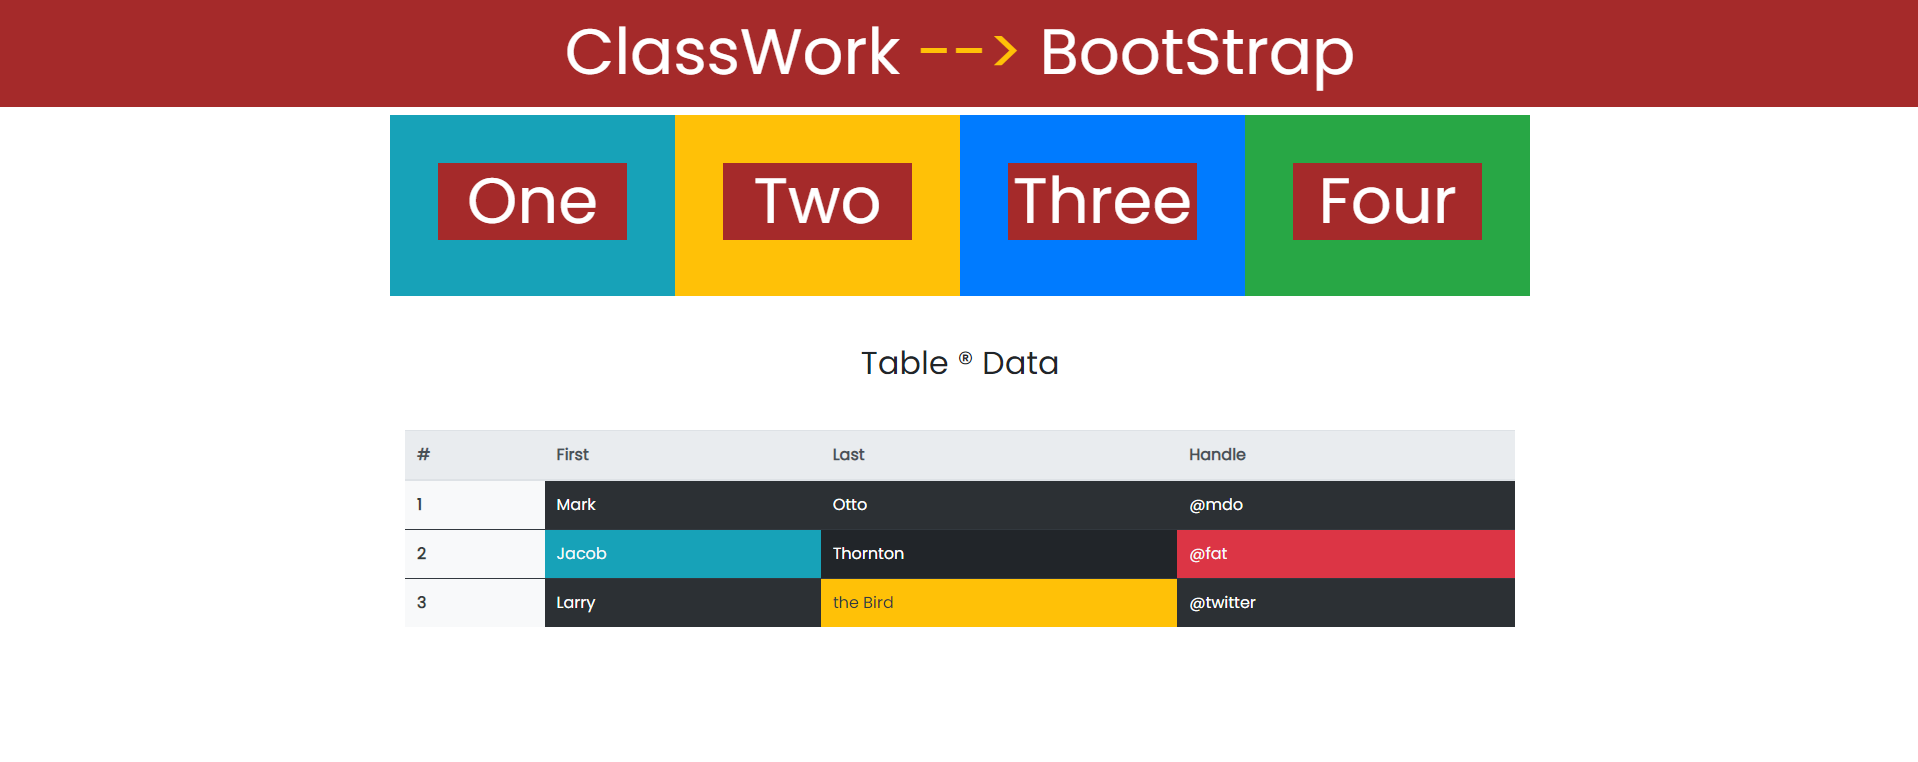 ClassWork --> BootStrap
One Two Three Four
Table ® Data
# First Last Handle
1 Mark Otto @mdo
2 Jacob Thornton @fat
3 Larry the Bird @twitter